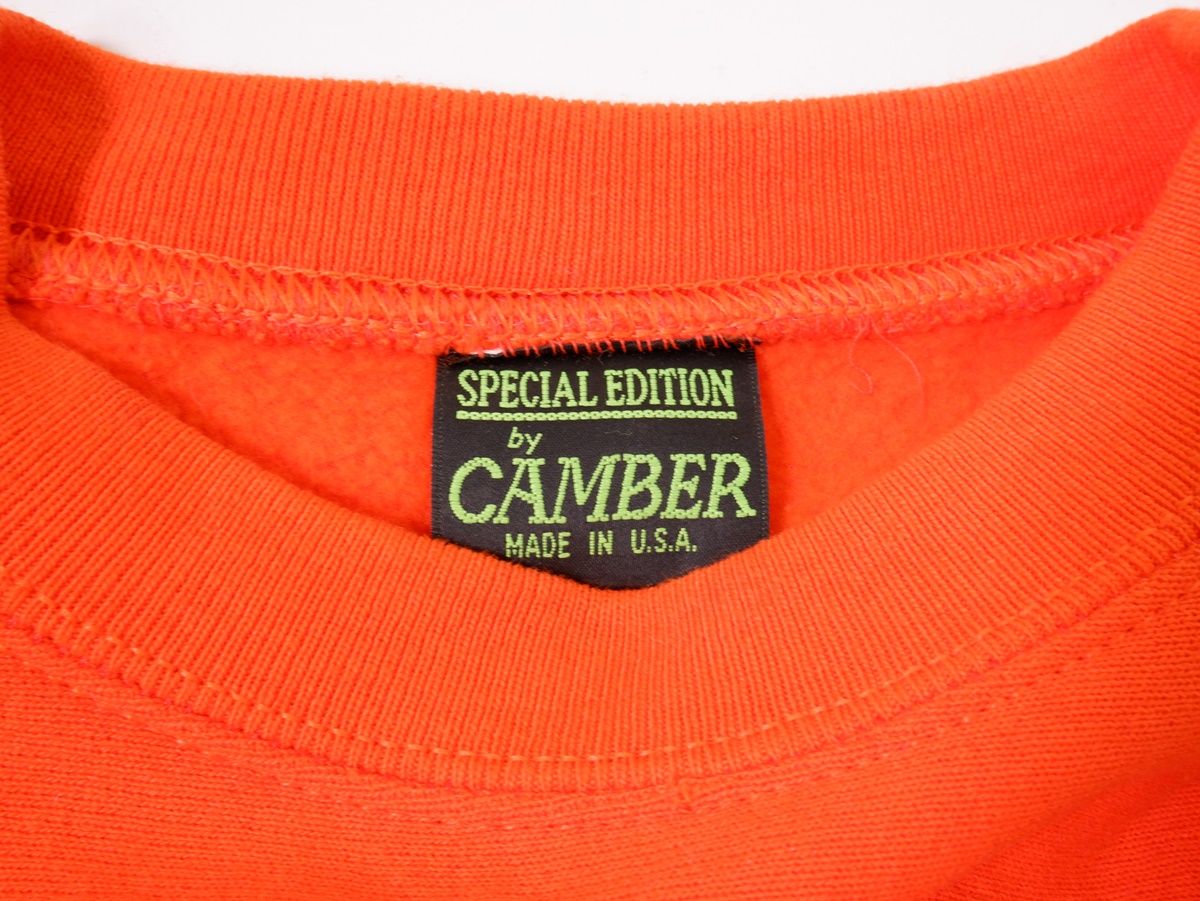 SPECIAL EDITION
by
CAMBER
MADE IN U.S.A.